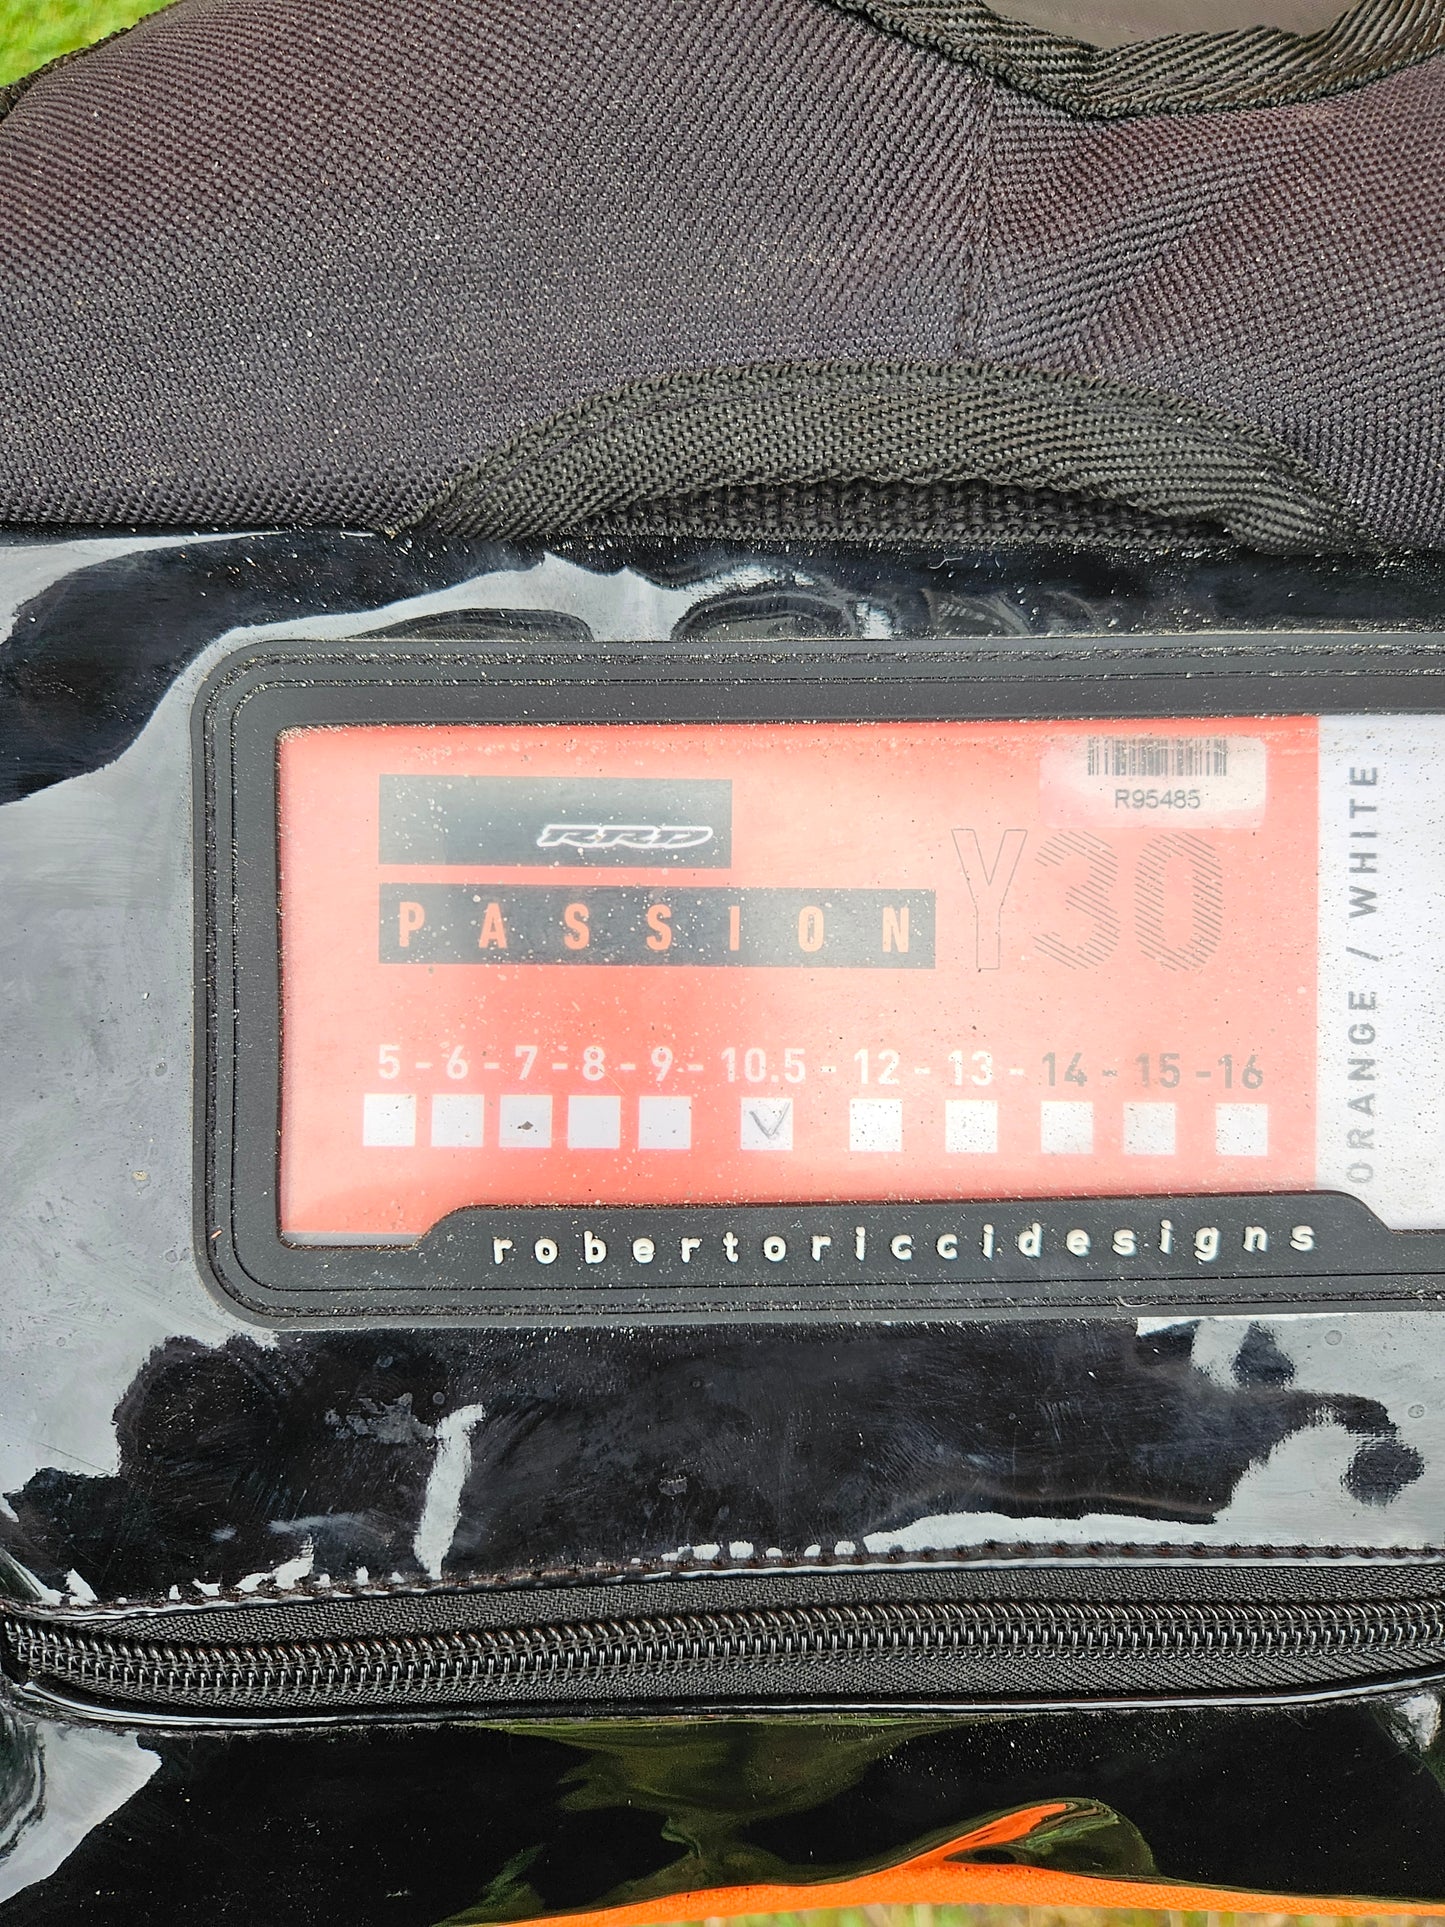 R95485
RRD
PASSION Y30
5 - 6 - 7 - 8 - 9 - 10.5 - 12 - 13 - 14 - 15 - 16
ORANGE / WHITE
robertoriccidesigns